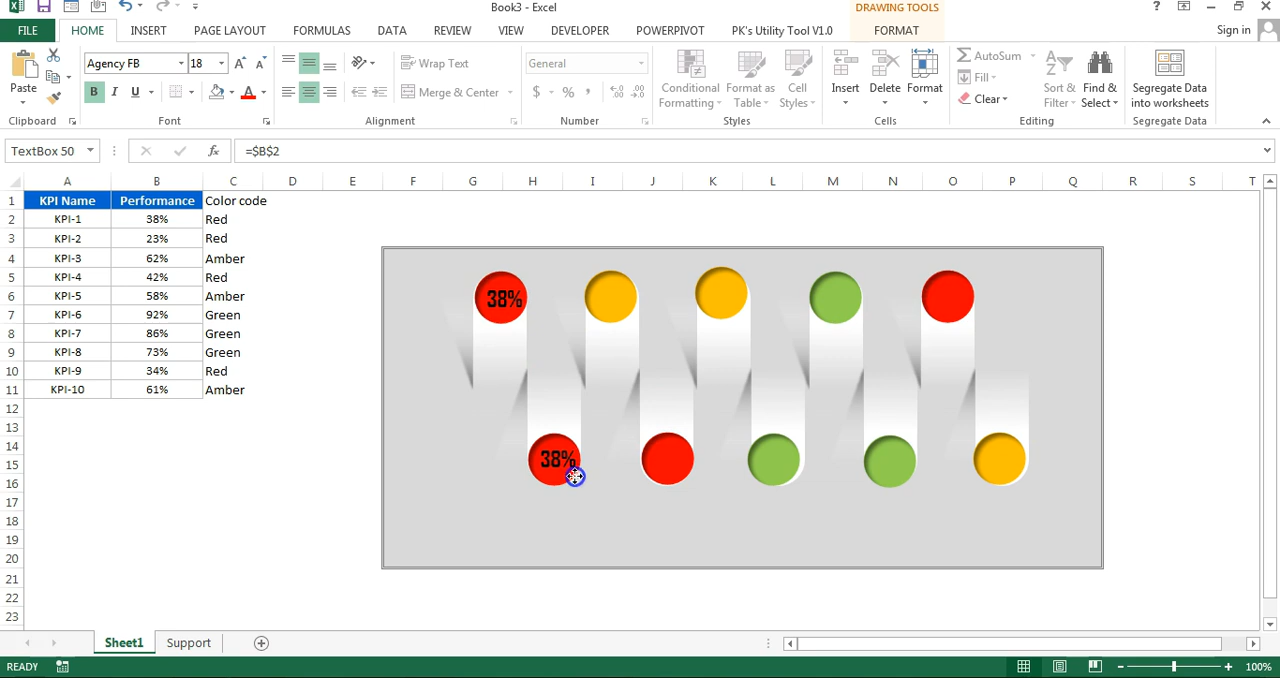 Book3 - Excel
DRAWING TOOLS
?
FILE
HOME
INSERT
PAGE LAYOUT
FORMULAS
DATA
REVIEW
VIEW
DEVELOPER
POWERPIVOT
PK's Utility Tool V1.0
FORMAT
Sign in
Paste
Agency FB
18
B I U
Wrap Text
Merge & Center
General
$ % ,
Conditional Formatting
Format as Table
Cell Styles
Insert
Delete
Format
AutoSum
Fill
Clear
Sort & Filter
Find & Select
Segregate Data into worksheets
Clipboard
Font
Alignment
Number
Styles
Cells
Editing
Segregate Data
TextBox 50
fx
=$B$2
A B C D E F G H I J K L M N O P Q R S T
1 KPI Name Performance Color code
2 KPI-1 38% Red
3 KPI-2 23% Red
4 KPI-3 62% Amber
5 KPI-4 42% Red
6 KPI-5 58% Amber
7 KPI-6 92% Green
8 KPI-7 86% Green
9 KPI-8 73% Green
10 KPI-9 34% Red
11 KPI-10 61% Amber
12
13
14
15
16
17
18
19
20
21
22
23
38%
38%
Sheet1
Support
READY
100%